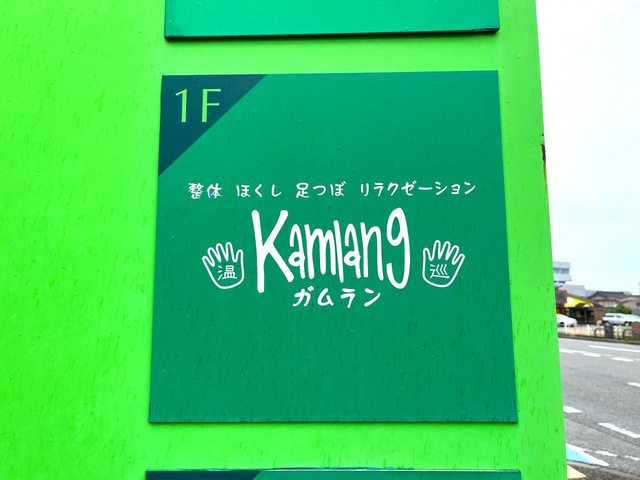 1F
整体 ほくし 足つぼ リラクゼーション
Kamlang
温 巡
ガムラン